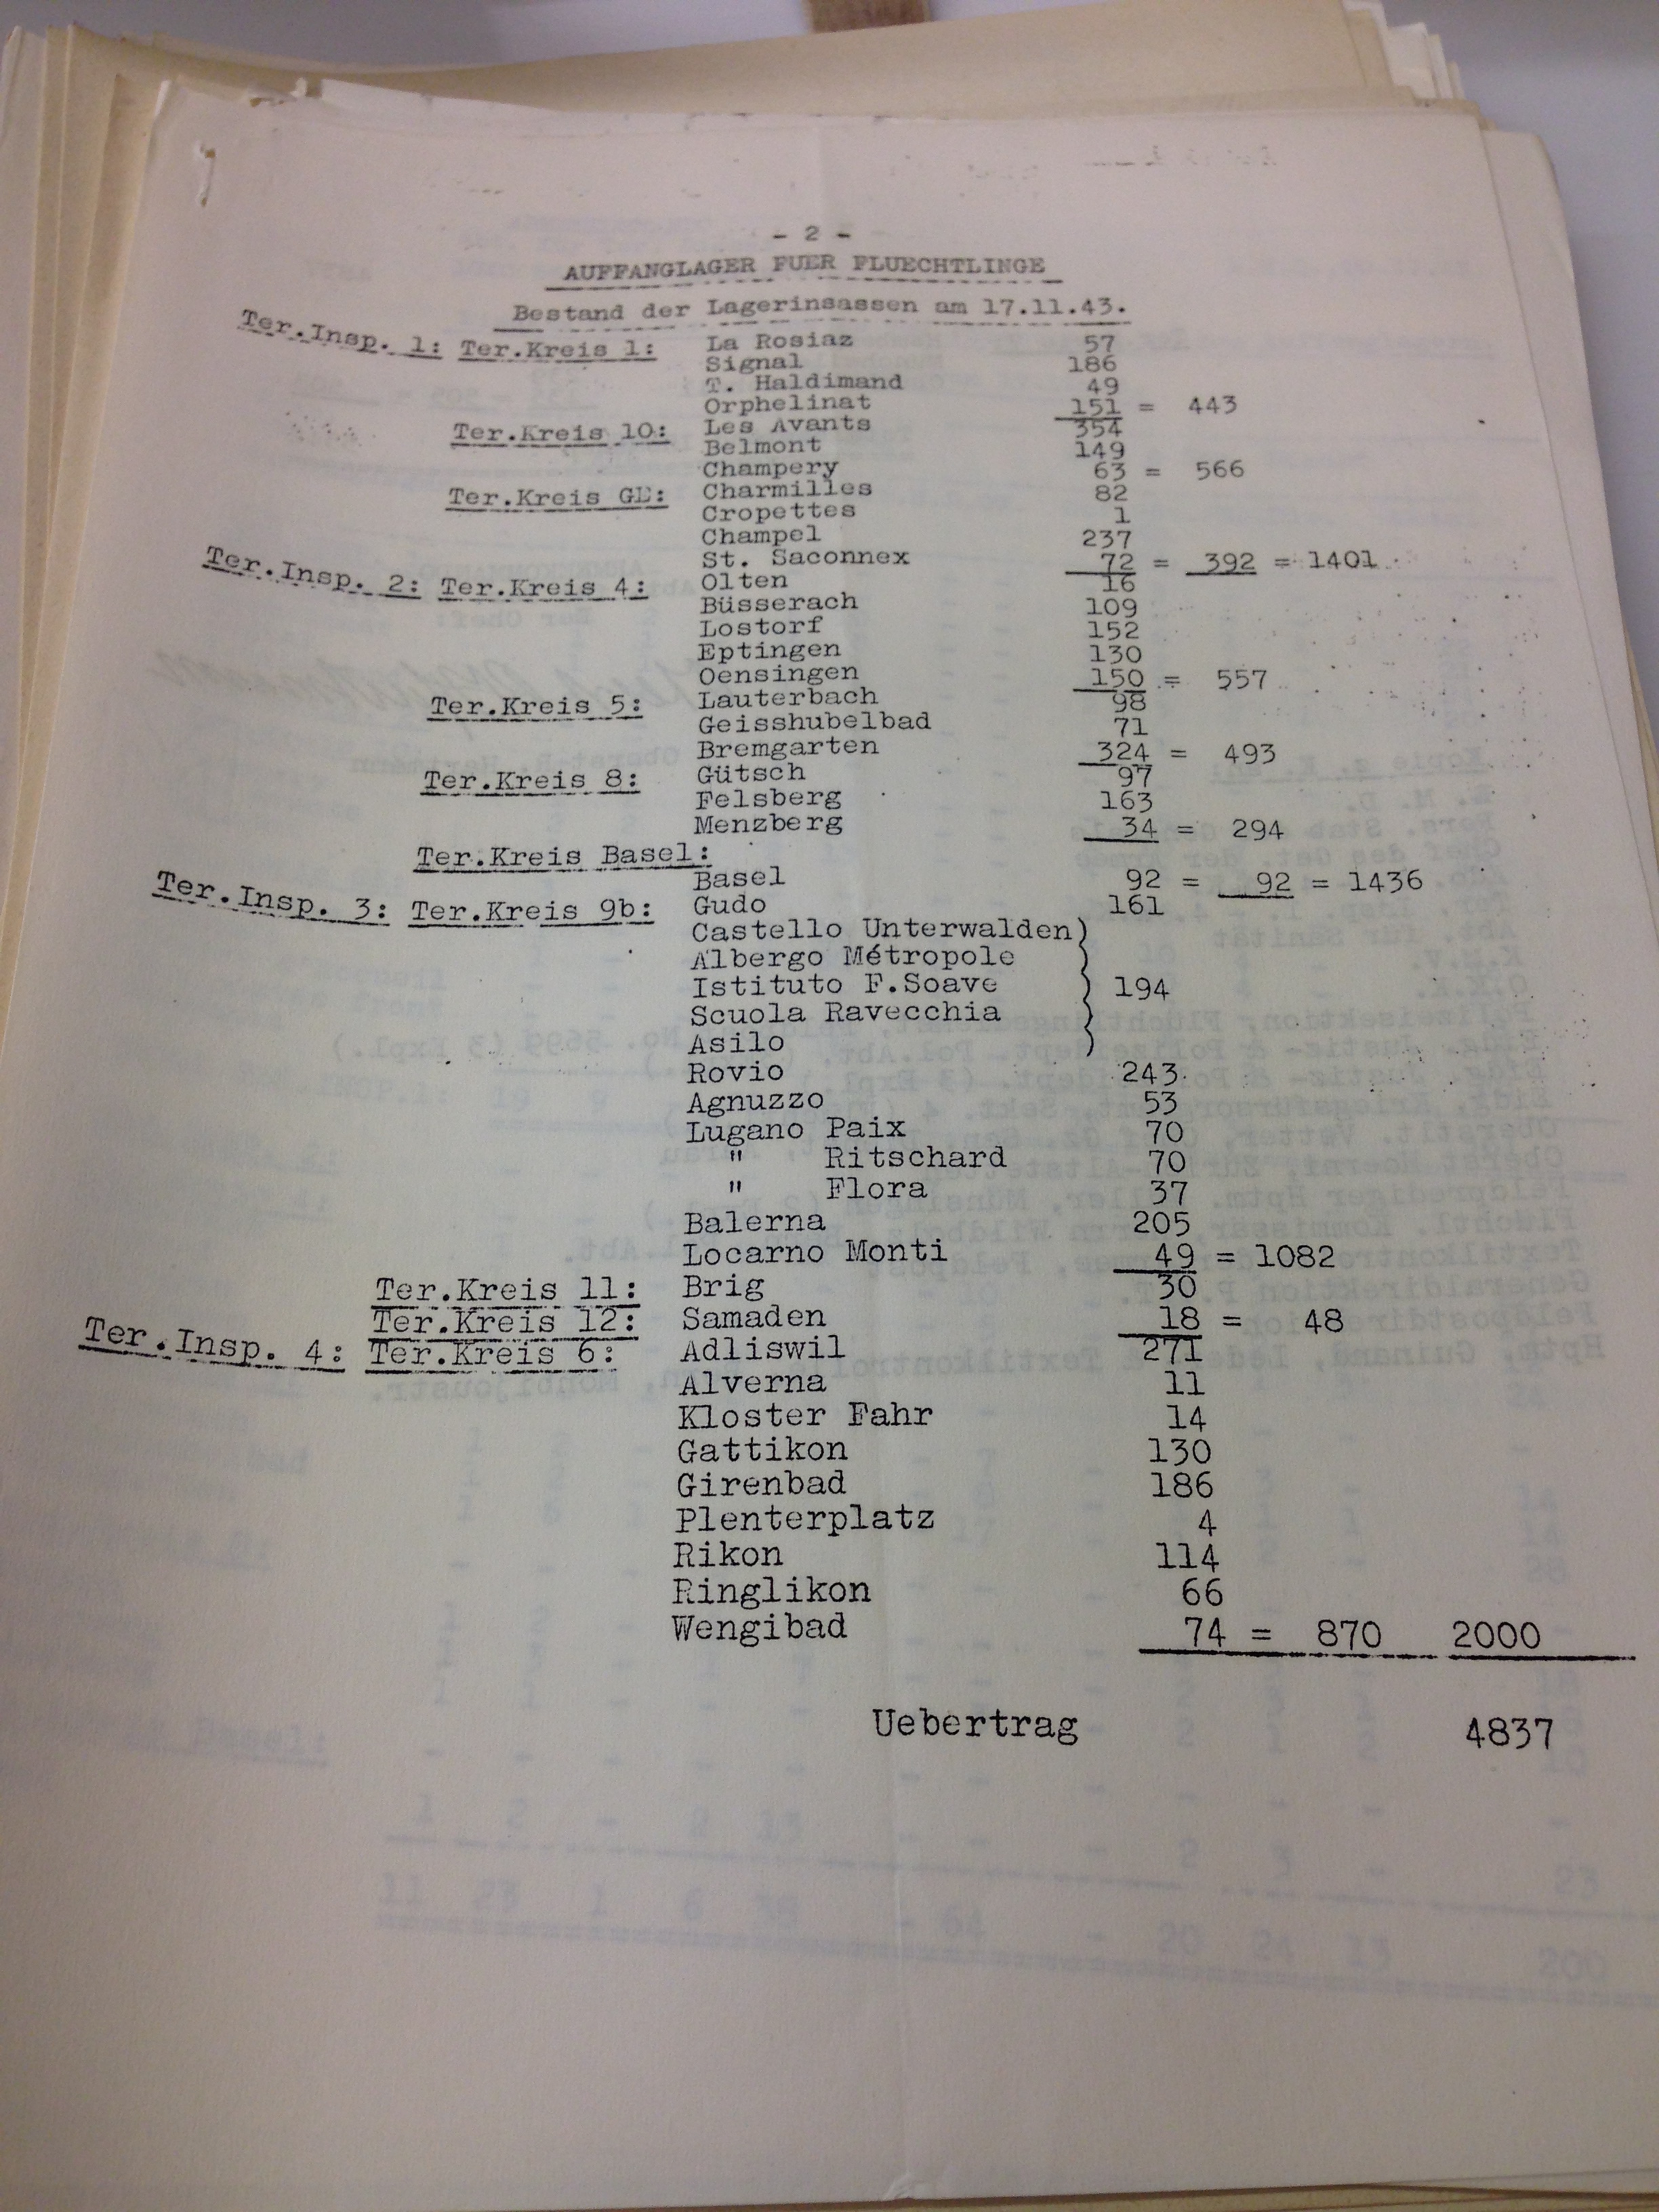 - 2 -
AUFFANGLAGER FUER FLUECHTLINGE
Bestand der Lagerinsassen am 17.11.43.
Ter.Insp. 1: Ter.Kreis 1: La Rosiaz 57
Signal 186
T. Haldimand 49
Orphelinat 151 = 443
Ter.Kreis 10: Les Avants 354
Belmont 149
Champery 63 = 566
Ter.Kreis GE: Charmilles 82
Cropettes 1
Champel 237
St. Saconnex 72 = 392 = 1401
Ter.Insp. 2: Ter.Kreis 4: Olten 16
Büsserach 109
Lostorf 152
Eptingen 130
Oensingen 150 = 557
Ter.Kreis 5: Lauterbach 98
Geisshubelbad 71
Bremgarten 324 = 493
Ter.Kreis 8: Gütsch 97
Felsberg 163
Menzberg 34 = 294
Ter.Kreis Basel:
Basel 92 = 92 = 1436
Ter.Insp. 3: Ter.Kreis 9b: Gudo 161
Castello Unterwalden)
Albergo Métropole
Istituto F.Soave ) 194
Scuola Ravecchia
Asilo )
Rovio 243
Agnuzzo 53
Lugano Paix 70
" Ritschard 70
" Flora 37
Balerna 205
Locarno Monti 49 = 1082
Ter.Kreis 11: Brig 30
Ter.Kreis 12: Samaden 18 = 48
Ter.Insp. 4: Ter.Kreis 6: Adliswil 271
Alverna 11
Kloster Fahr 14
Gattikon 130
Girenbad 186
Plenterplatz 4
Rikon 114
Ringlikon 66
Wengibad 74 = 870 2000
Uebertrag 4837